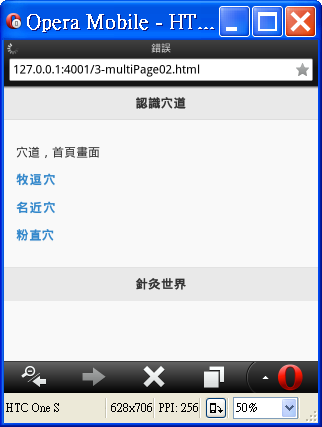 Opera Mobile - HT...
錯誤
127.0.0.1:4001/3-multiPage02.html
認識穴道
穴道，首頁畫面
牧逗穴
名近穴
粉直穴
針灸世界
HTC One S 628x706 PPI: 256 50%